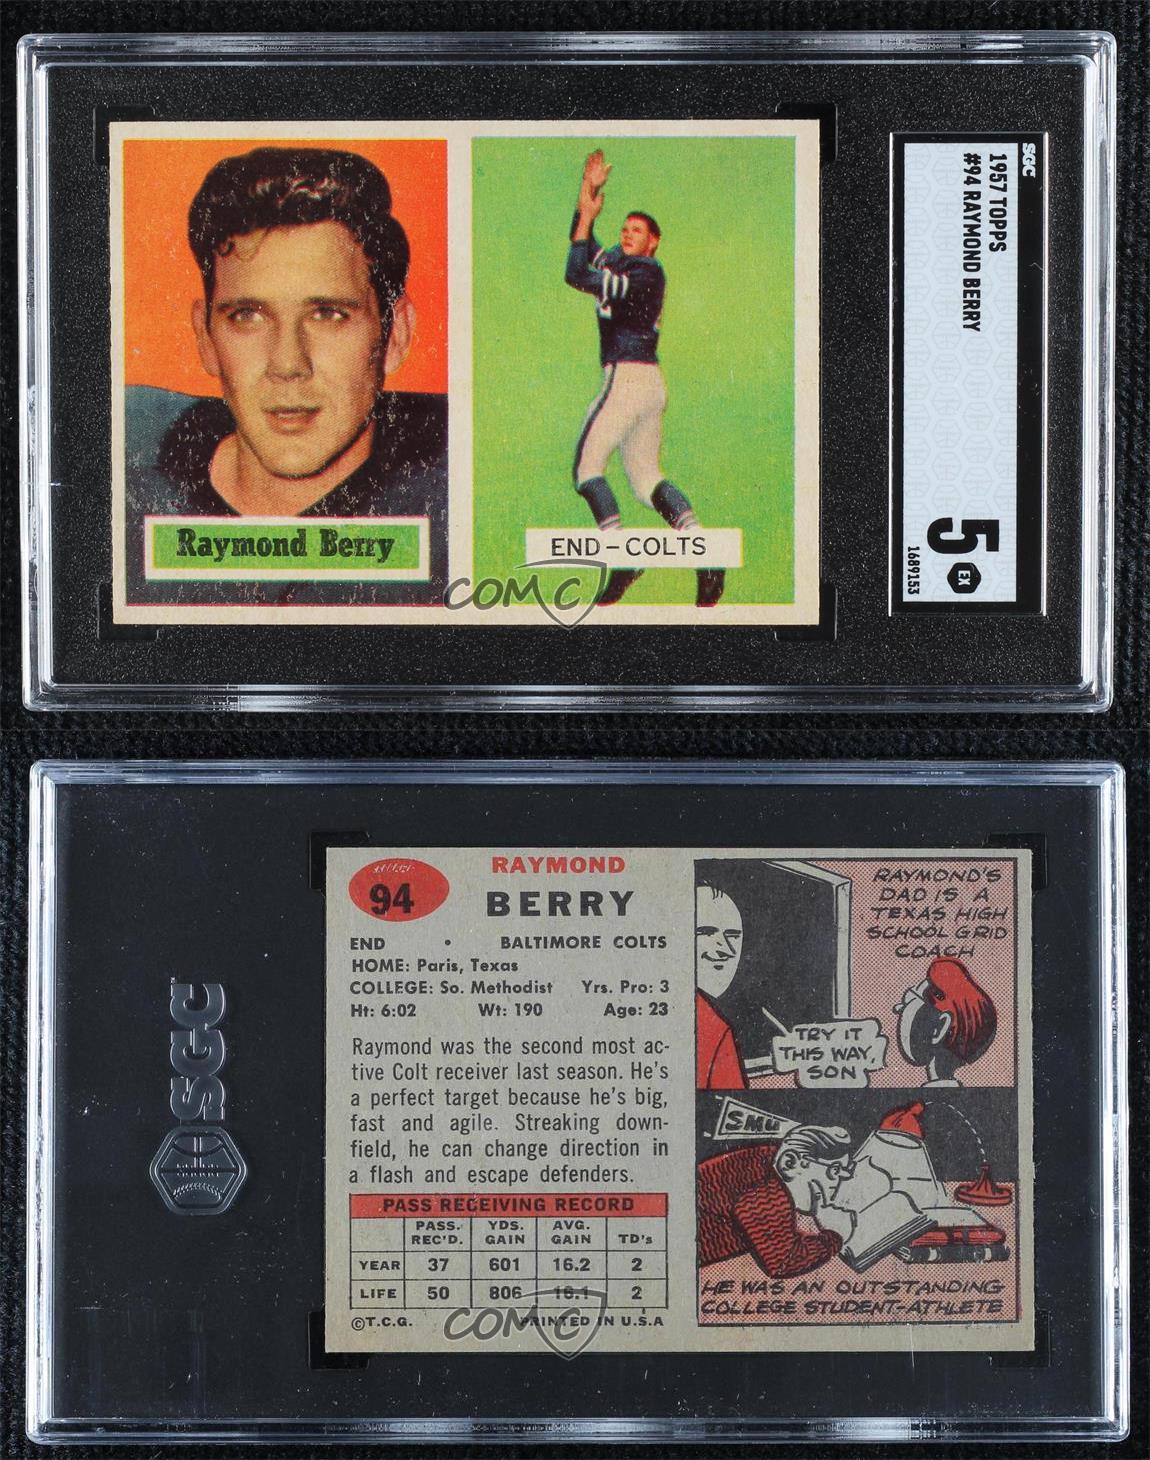 SGC
1957 TOPPS
#94 RAYMOND BERRY
5
EX
1689153
Raymond Berry
END-COLTS
COMC
SGC
94
RAYMOND
BERRY
END • BALTIMORE COLTS
HOME: Paris, Texas
COLLEGE: So. Methodist Yrs. Pro: 3
Ht: 6:02 Wt: 190 Age: 23
Raymond was the second most ac-
tive Colt receiver last season. He's
a perfect target because he's big,
fast and agile. Streaking down-
field, he can change direction in
a flash and escape defenders.
PASS RECEIVING RECORD
PASS. REC'D. YDS. GAIN AVG. GAIN TD's
YEAR 37 601 16.2 2
LIFE 50 806 16.1 2
©T.C.G. PRINTED IN U.S.A
RAYMOND'S
DAD IS A
TEXAS HIGH
SCHOOL GRID
COACH
TRY IT
THIS WAY,
SON
SMU
HE WAS AN OUTSTANDING
COLLEGE STUDENT-ATHLETE
COMC